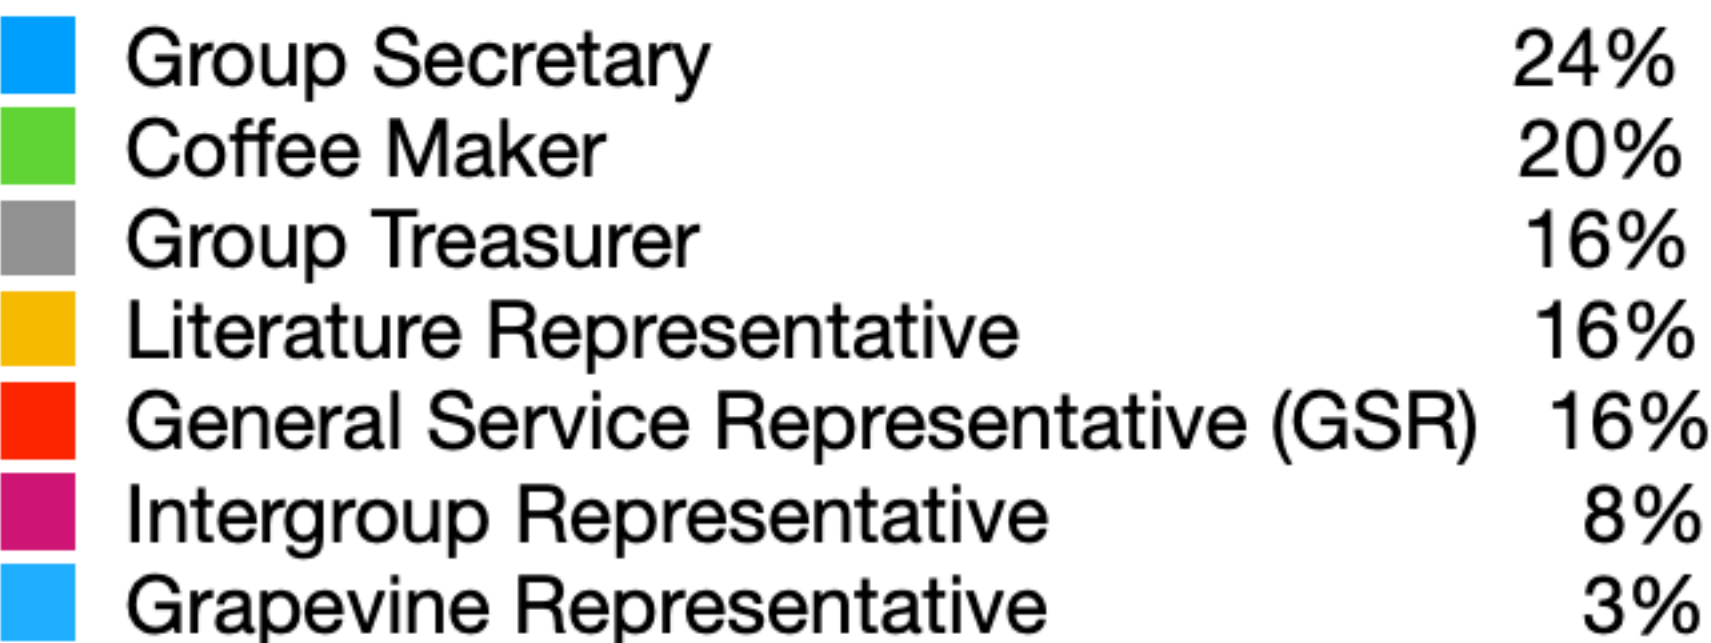 Group Secretary 24%
Coffee Maker 20%
Group Treasurer 16%
Literature Representative 16%
General Service Representative (GSR) 16%
Intergroup Representative 8%
Grapevine Representative 3%